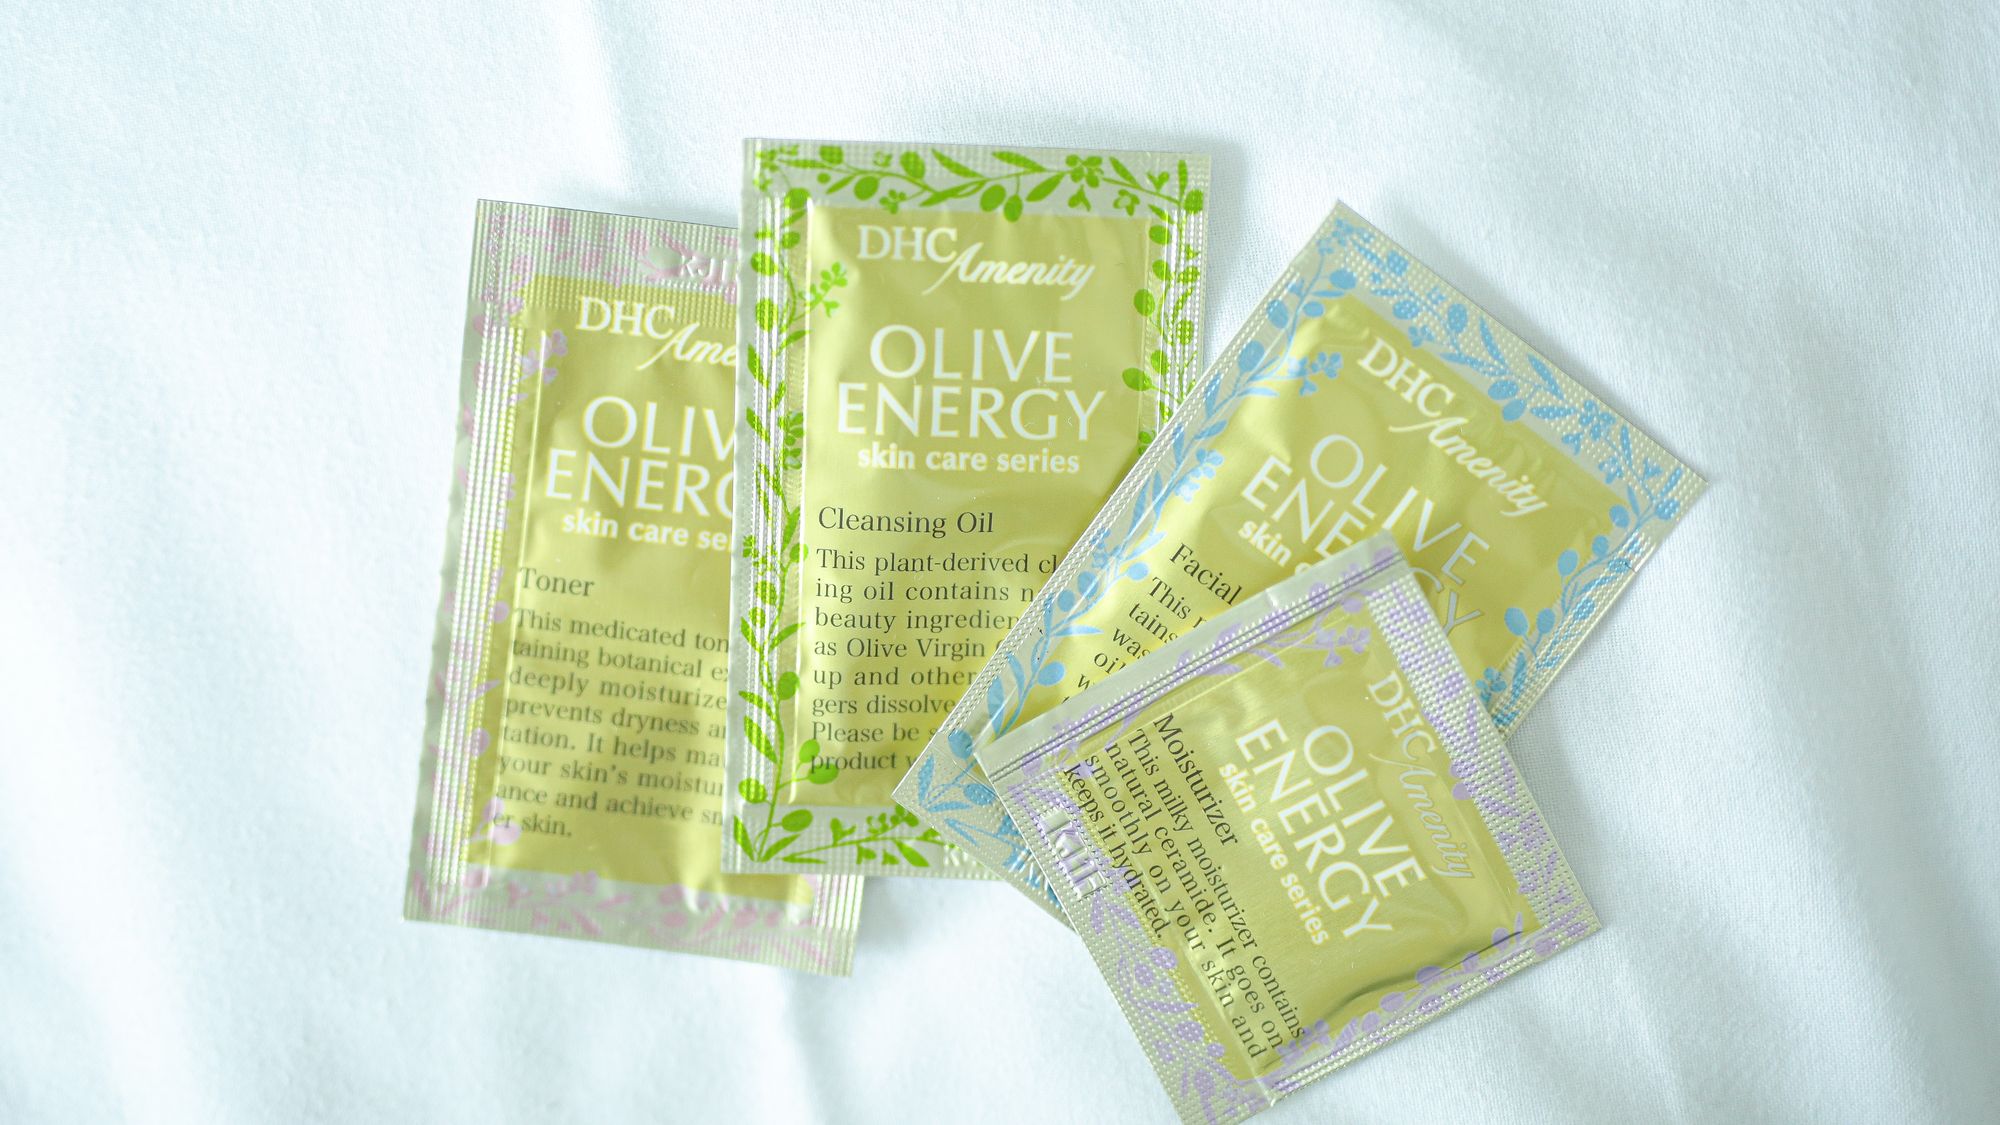 DHC Ame
OLIV
ENERG
skin care se
Toner
This medicated ton
taining botanical e
deeply moisturize
prevents dryness a
tation. It helps ma
your skin's moistur
ance and achieve sm
er skin.
DHC Amenity
OLIVE
ENERGY
skin care series
Cleansing Oil
This plant-derived cl
ing oil contains n
beauty ingredien
as Olive Virgin
up and other
gers dissolve
Please be s
product w
DHC Amenity
OLIVE
ENERGY
skin
Facial
This
tains
was
oil
w
DHC Amenity
OLIVE
ENERGY
skin care series
Moisturizer
This milky moisturizer contains
natural ceramide. It goes on
smoothly on your skin and
keeps it hydrated.